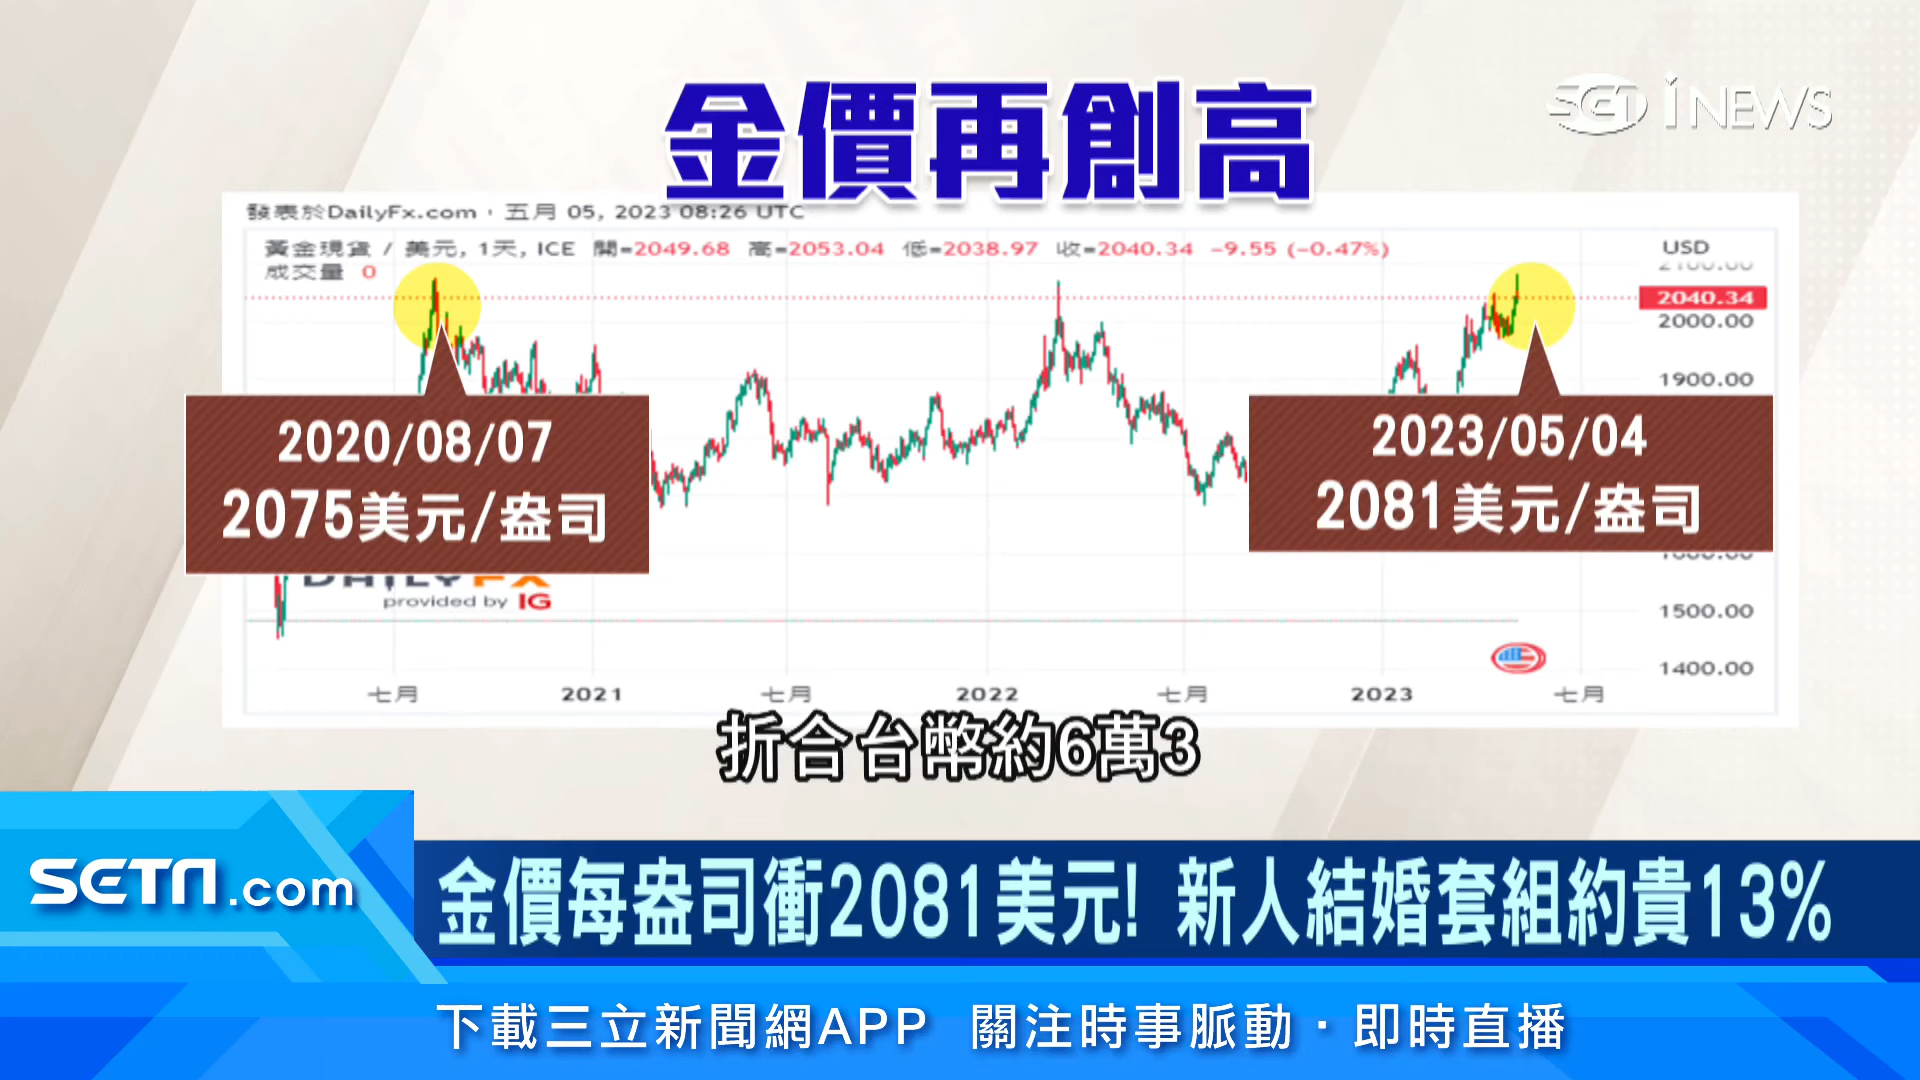 金價再創高
SET iNEWS
發表於DailyFx.com，五月 05, 2023 08:26 UTC
黃金現貨 / 美元, 1天, ICE 開=2049.68 高=2053.04 低=2038.97 收=2040.34 −9.55 (−0.47%)
成交量 0
USD
2100.00
2040.34
2000.00
1900.00
2020/08/07
2075美元/盎司
2023/05/04
2081美元/盎司
DAILYFX
provided by IG
1600.00
1500.00
1400.00
七月 2021 七月 2022 七月 2023 七月
折合台幣約6萬3
SETN.com
金價每盎司衝2081美元! 新人結婚套組約貴13%
下載三立新聞網APP 關注時事脈動·即時直播